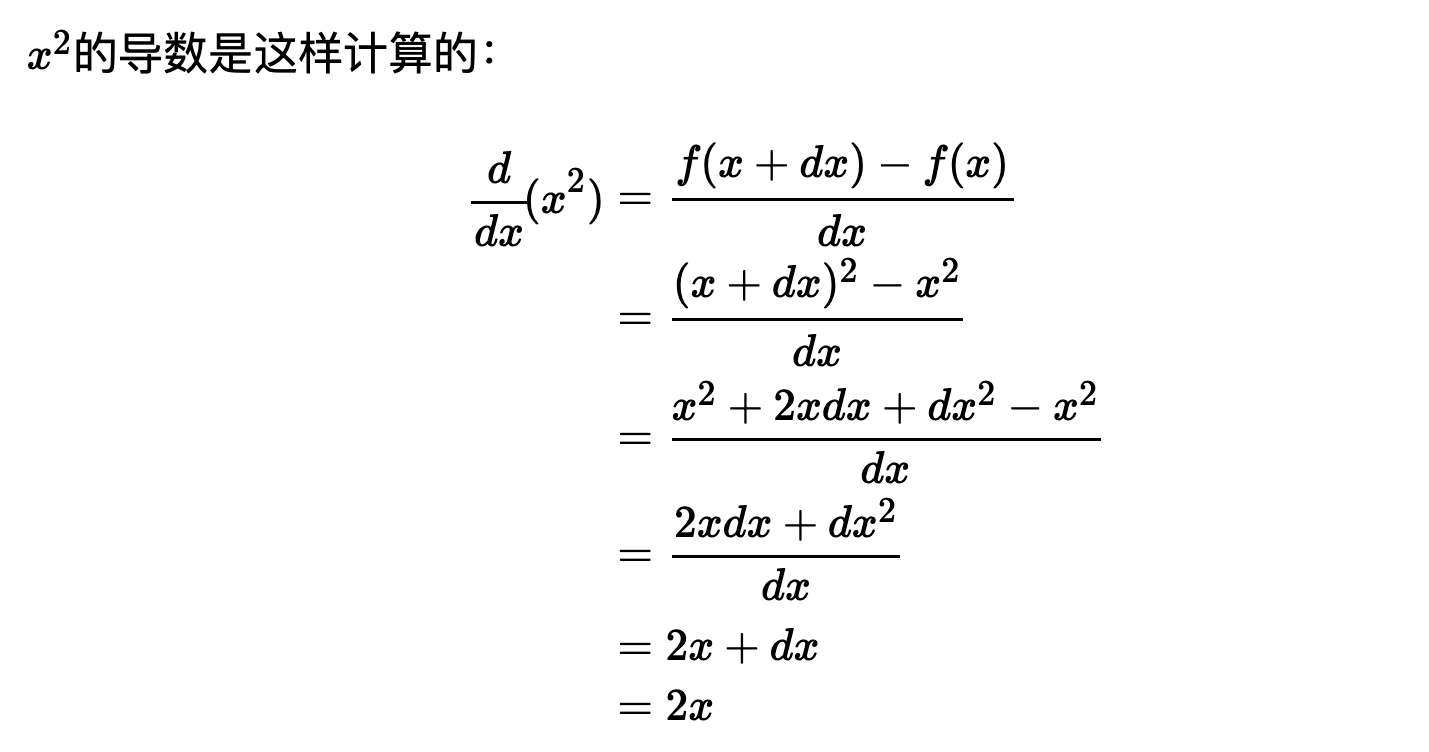 x²的导数是这样计算的：
\frac{d}{dx}(x^2) = \frac{f(x + dx) - f(x)}{dx}
= \frac{(x + dx)^2 - x^2}{dx}
= \frac{x^2 + 2xdx + dx^2 - x^2}{dx}
= \frac{2xdx + dx^2}{dx}
= 2x + dx
= 2x